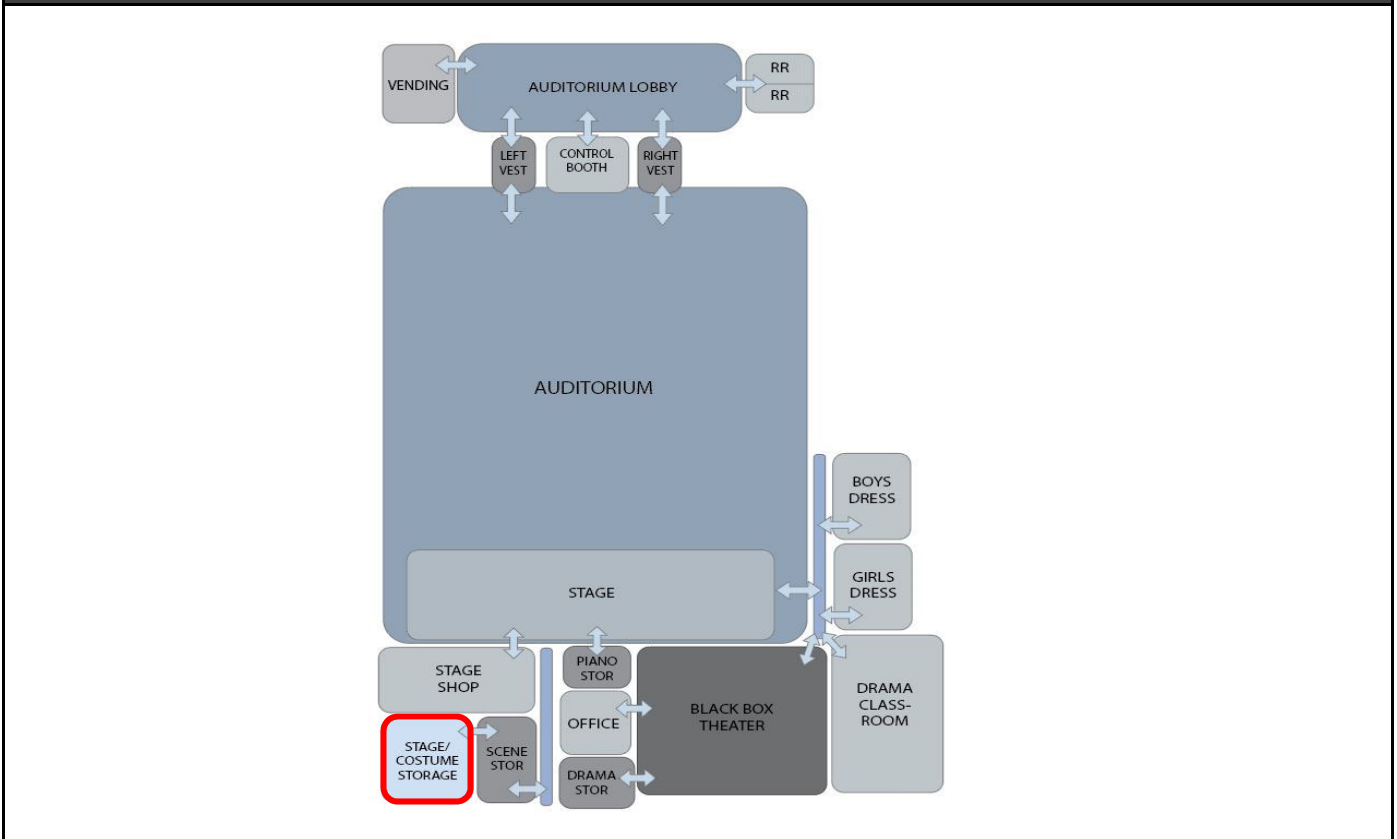 VENDING
AUDITORIUM LOBBY
RR
RR
LEFT
VEST
CONTROL
BOOTH
RIGHT
VEST
AUDITORIUM
BOYS
DRESS
GIRLS
DRESS
STAGE
STAGE
SHOP
PIANO
STOR
OFFICE
BLACK BOX
THEATER
DRAMA
CLASS-
ROOM
STAGE/
COSTUME
STORAGE
SCENE
STOR
DRAMA
STOR